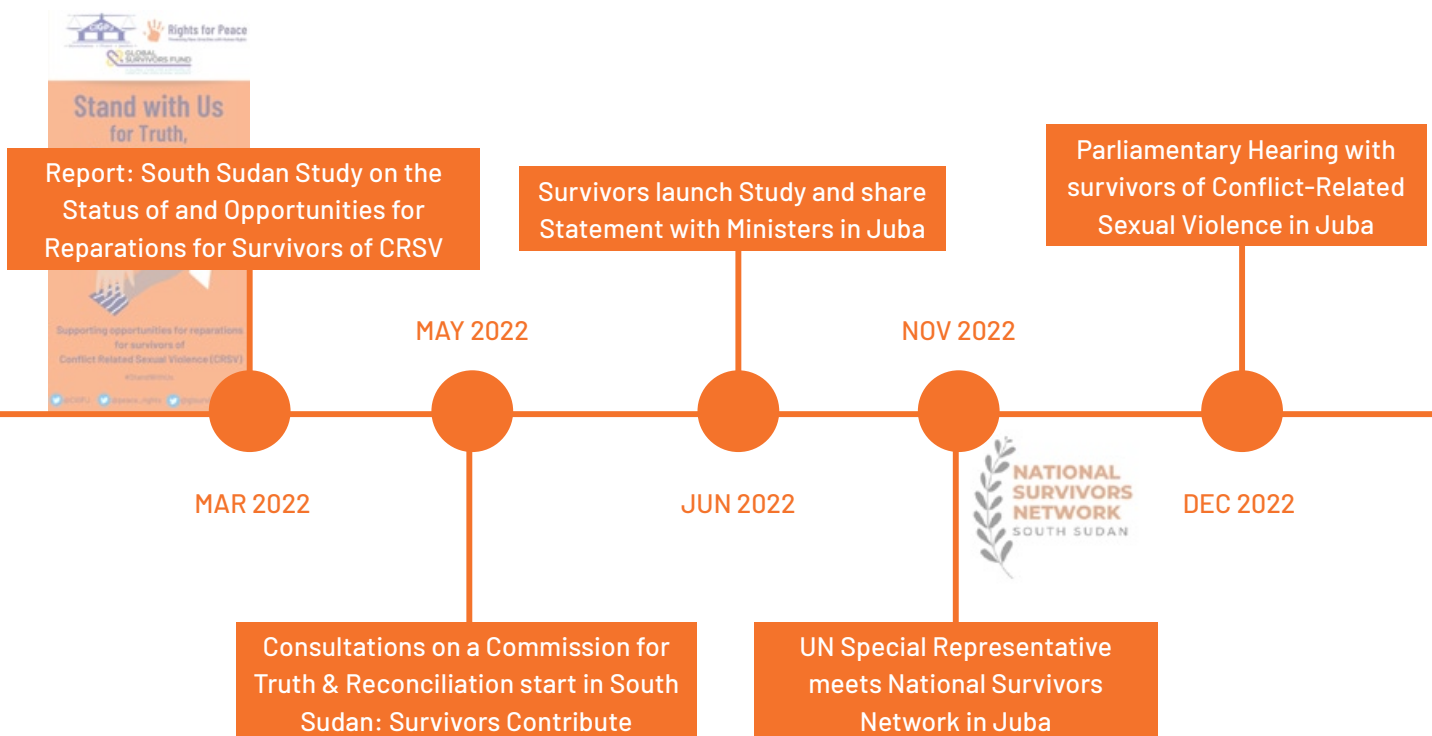 Rights for Peace
GLOBAL
SURVIVORS FUND
Stand with Us
for Truth,
Report: South Sudan Study on the
Status of and Opportunities for
Reparations for Survivors of CRSV
Supporting opportunities for reparations
for survivors of
Conflict Related Sexual Violence (CRSV)
Survivors launch Study and share
Statement with Ministers in Juba
Parliamentary Hearing with
survivors of Conflict-Related
Sexual Violence in Juba
MAY 2022
NOV 2022
MAR 2022
JUN 2022
NATIONAL
SURVIVORS
NETWORK
SOUTH SUDAN
DEC 2022
Consultations on a Commission for
Truth & Reconciliation start in South
Sudan: Survivors Contribute
UN Special Representative
meets National Survivors
Network in Juba